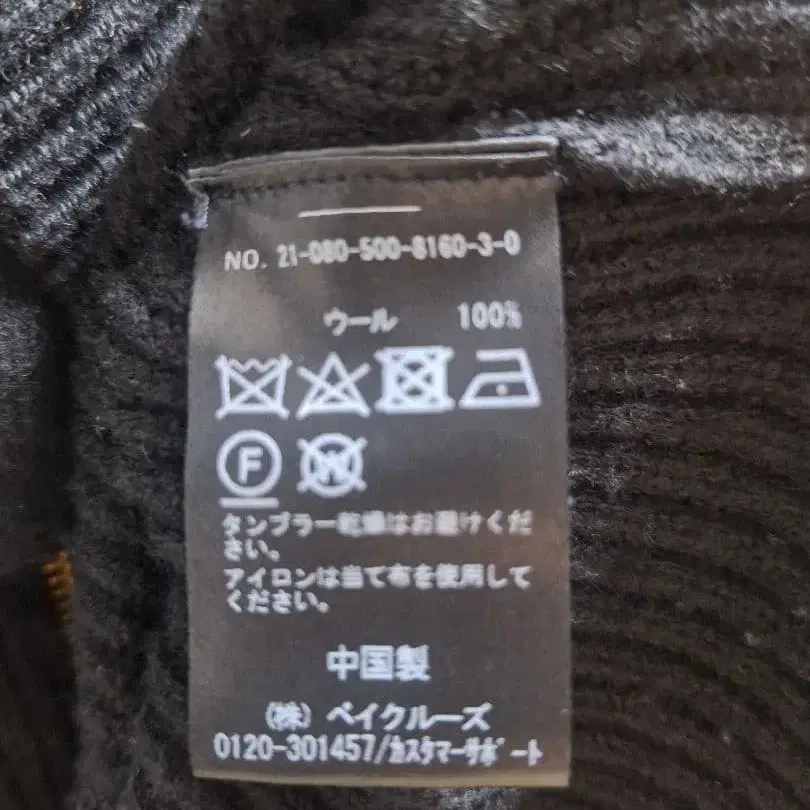 NO. 21-080-500-8160-3-0
ウール 100%
F W
タンブラー乾燥はお避けくだ
さい。
アイロンは当て布を使用して
ください。
中国製
(株) ベイクルーズ
0120-301457/カスタマーサポート